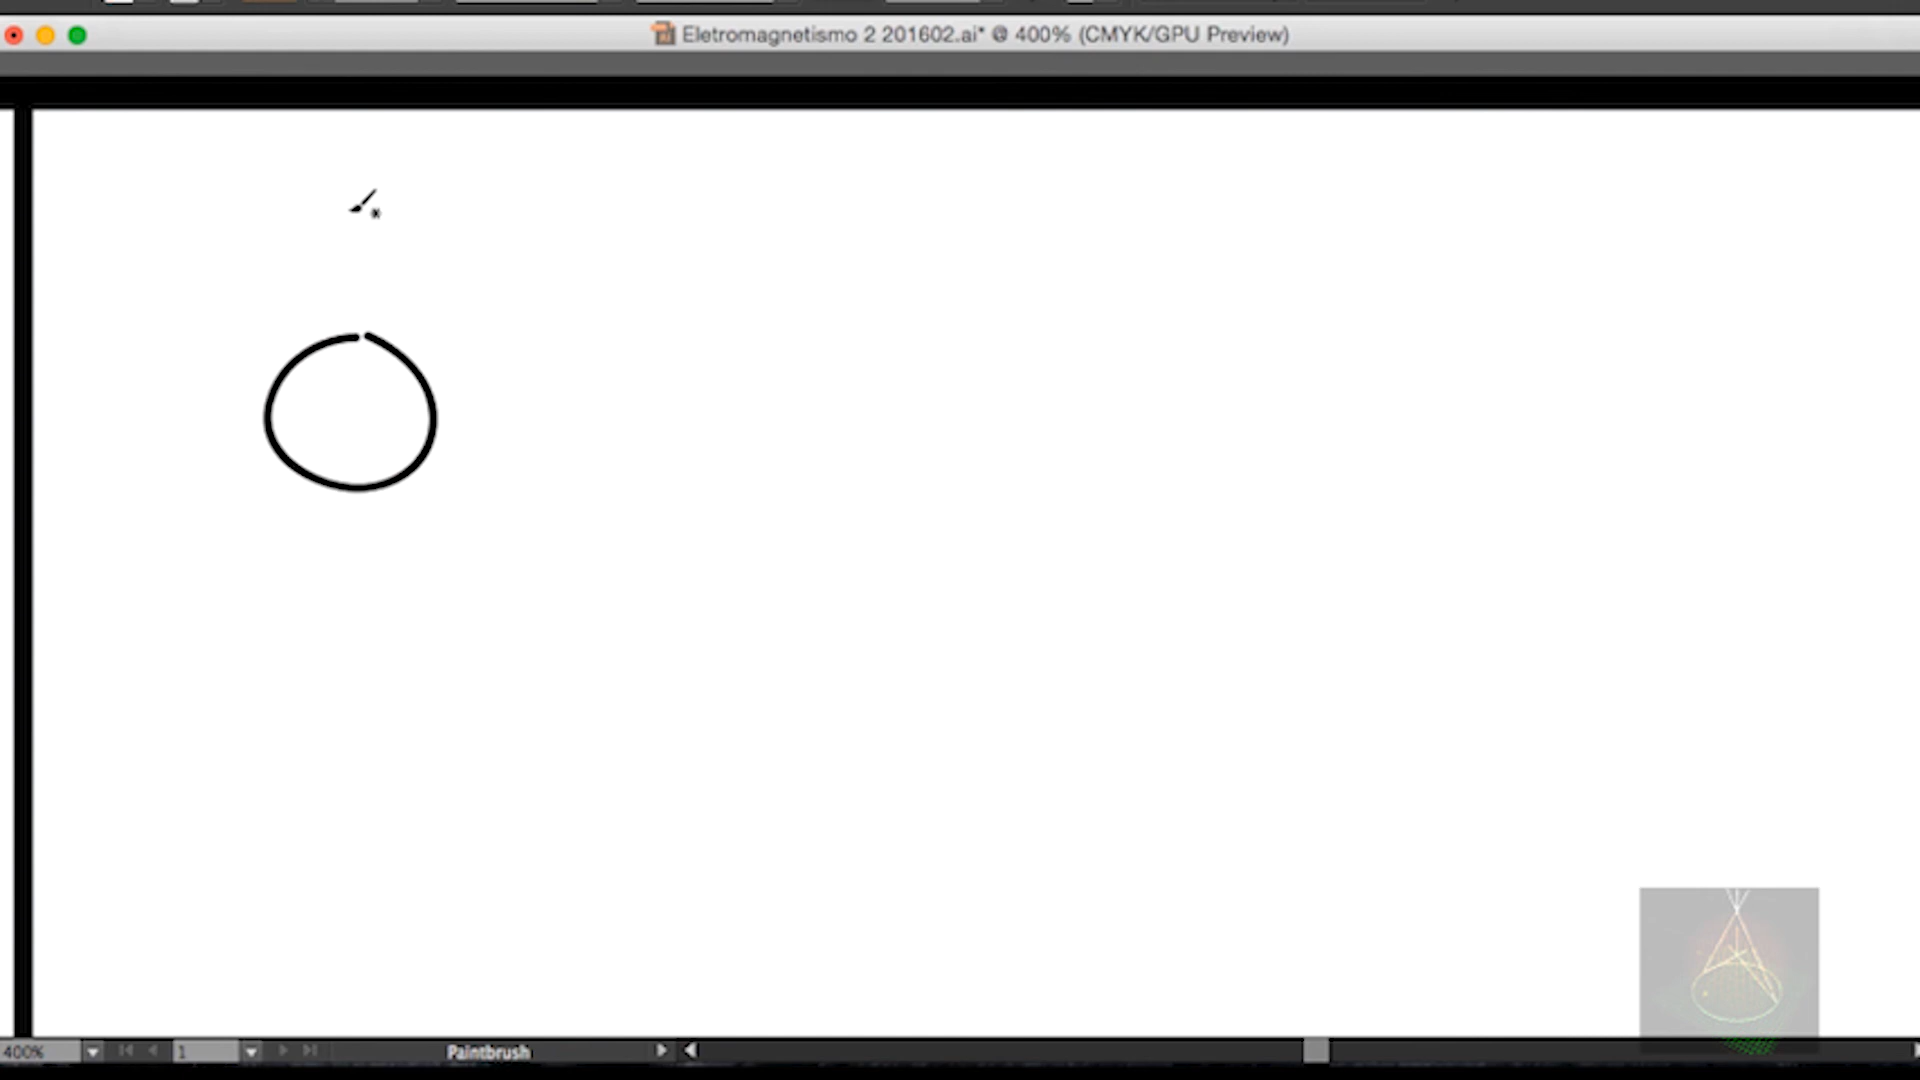 Eletromagnetismo 2 201602.ai* @ 400% (CMYK/GPU Preview)
400% 1 Paintbrush